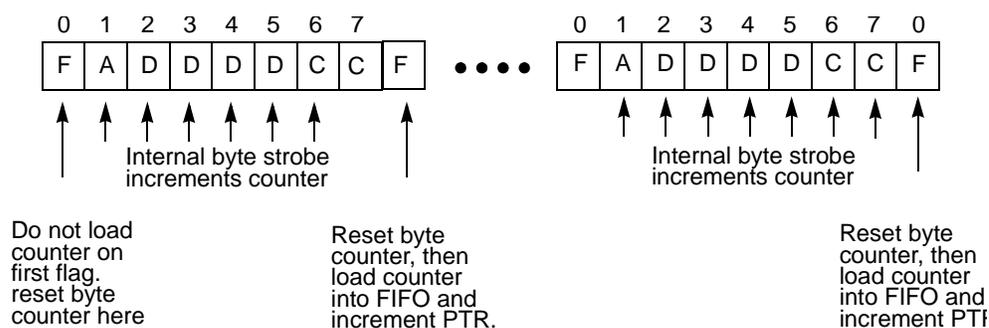 0 1 2 3 4 5 6 7
F A D D D D C C F
0 1 2 3 4 5 6 7 0
F A D D D D C C F
Internal byte strobe
increments counter
Internal byte strobe
increments counter
Do not load
counter on
first flag.
reset byte
counter here
Reset byte
counter, then
load counter
into FIFO and
increment PTR.
Reset byte
counter, then
load counter
into FIFO and
increment PTR